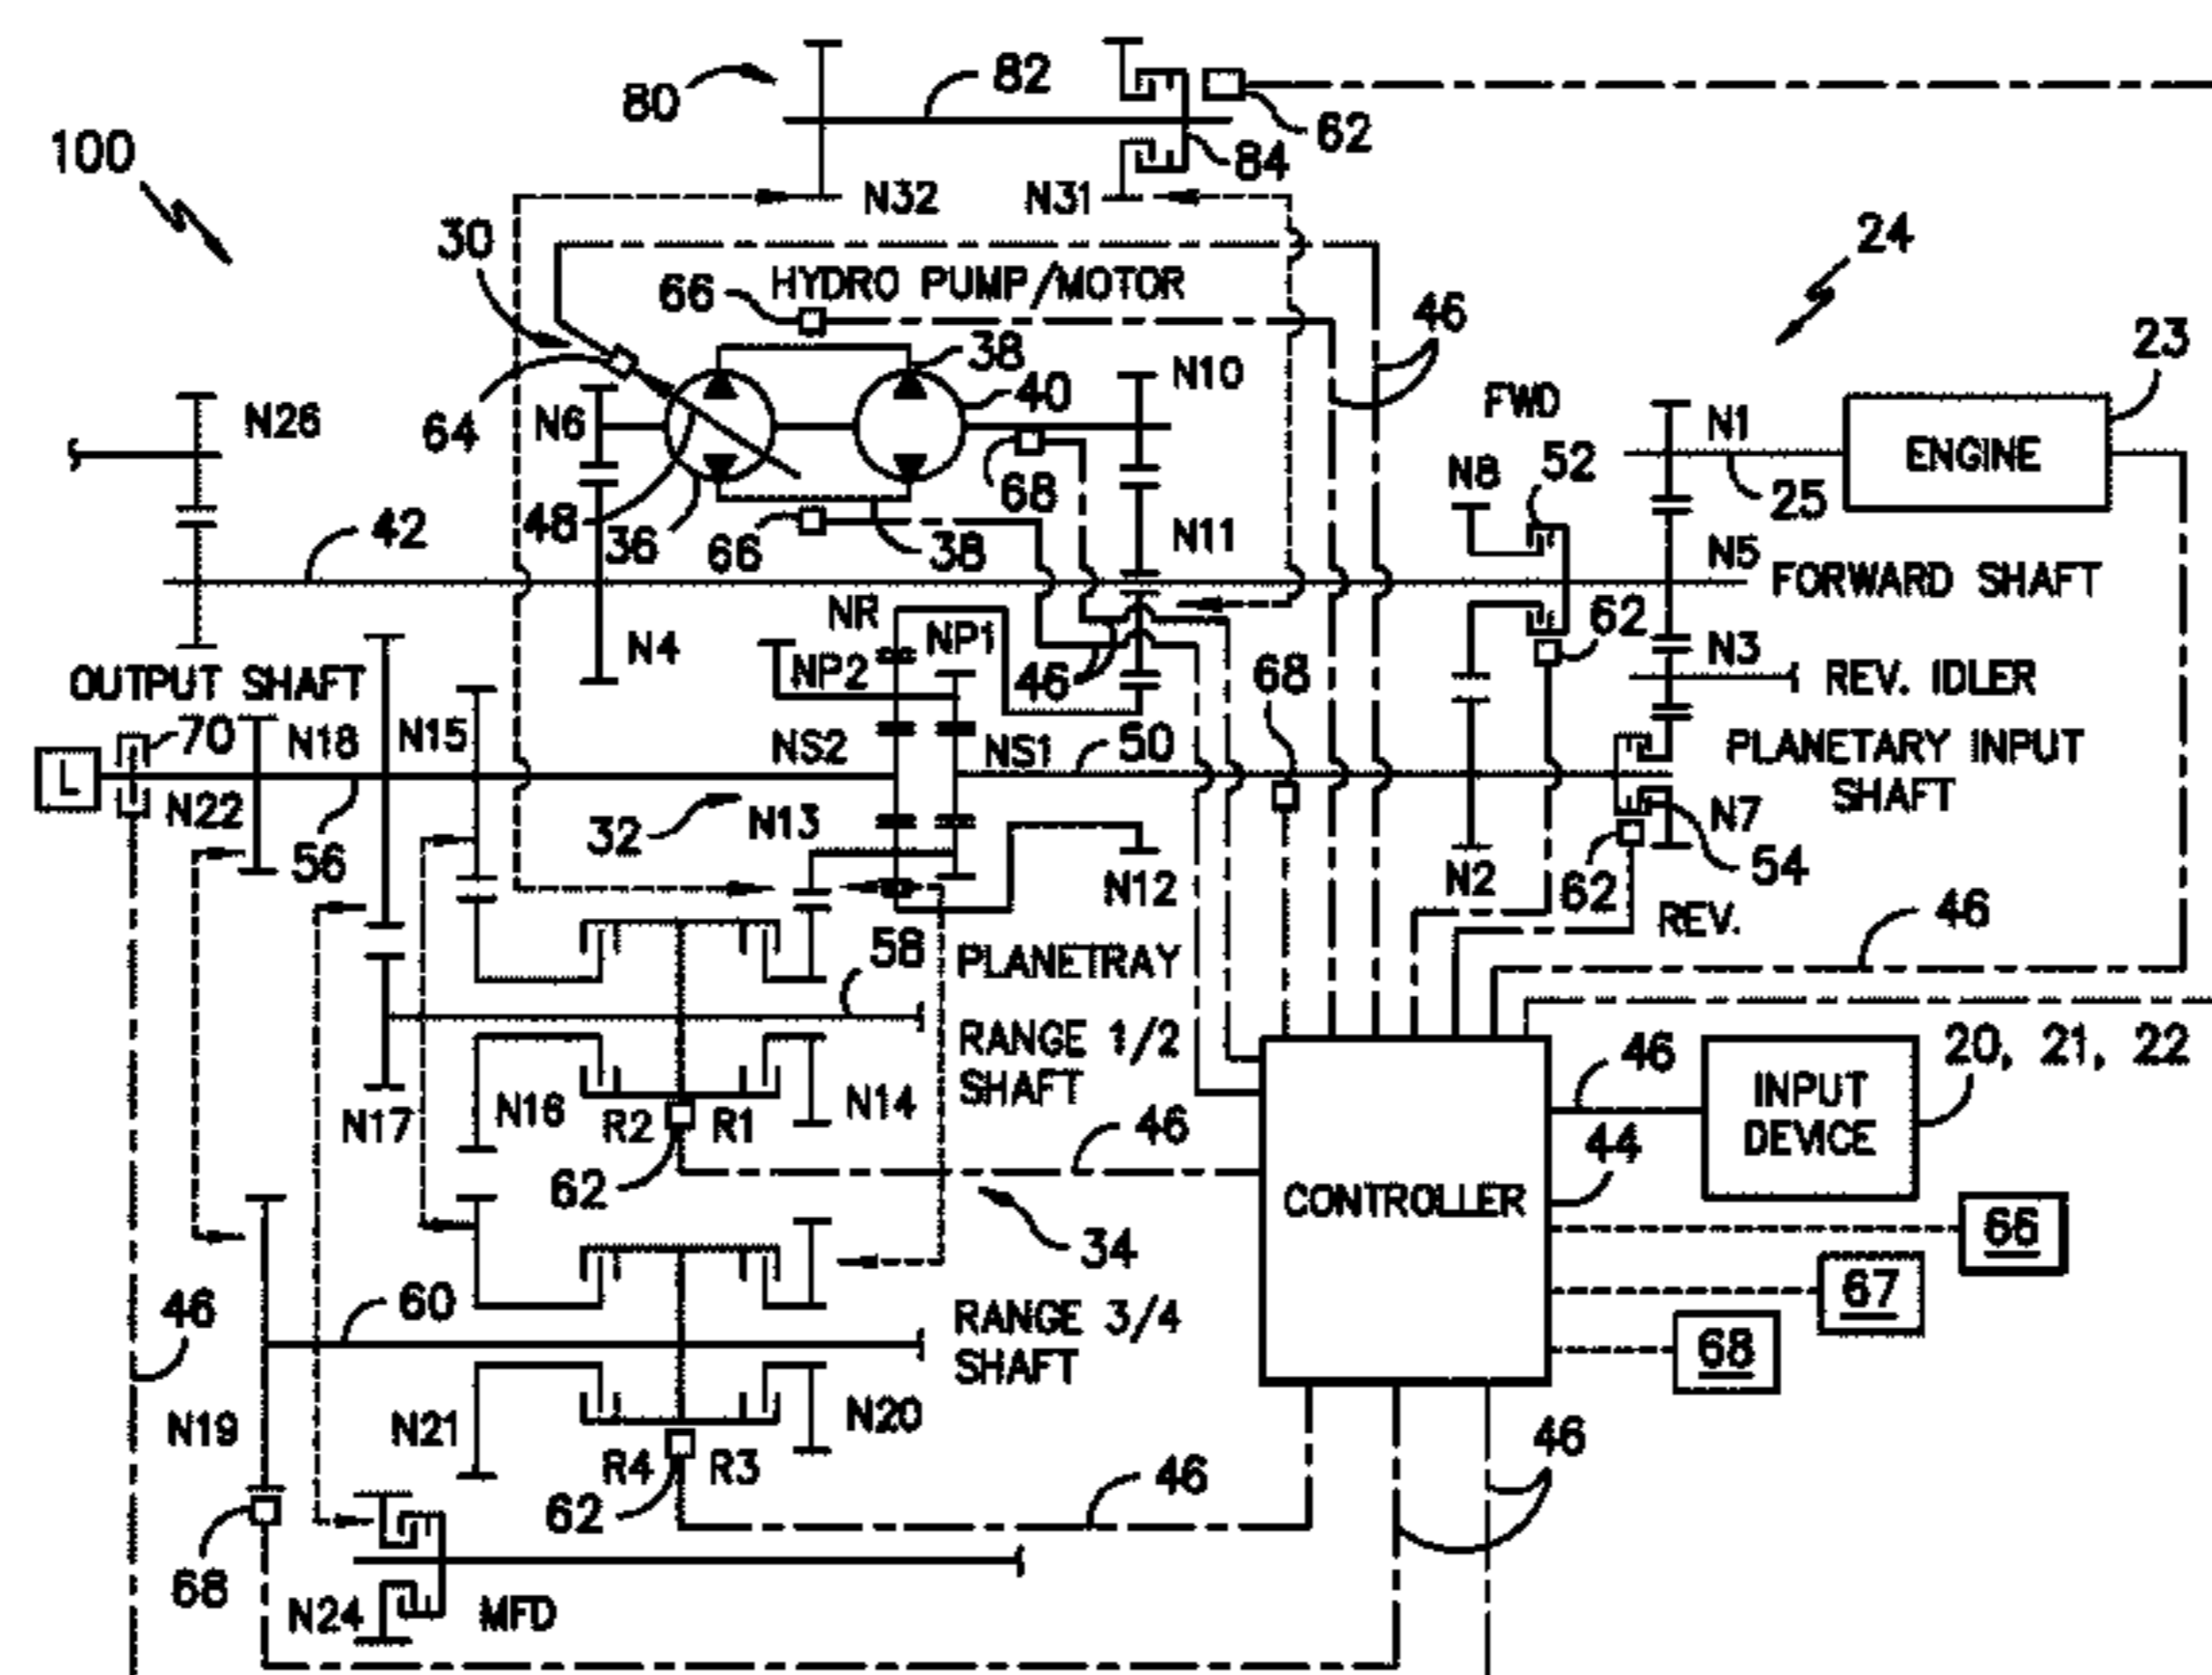 80
82
62
84
100
N32
N31
30
24
66
HYDRO PUMP/MOTOR
46
23
38
N10
40
FWD
N26
64
N6
N1
ENGINE
52
N8
68
25
42
48
36
66
38
N11
N5
FORWARD SHAFT
NR
NP1
62
N4
N3
OUTPUT SHAFT
NP2
46
68
REV. IDLER
70
N18
N15
NS2
NS1
50
PLANETARY INPUT
SHAFT
L
N22
56
32
N13
N7
54
N12
N2
62
REV.
46
58
PLANETRAY
RANGE 1/2
SHAFT
46
20, 21, 22
INPUT
DEVICE
N17
N16
R2
R1
N14
46
44
62
CONTROLLER
34
66
60
67
46
RANGE 3/4
SHAFT
68
N19
N21
N20
R4
R3
46
46
62
68
N24
MFD